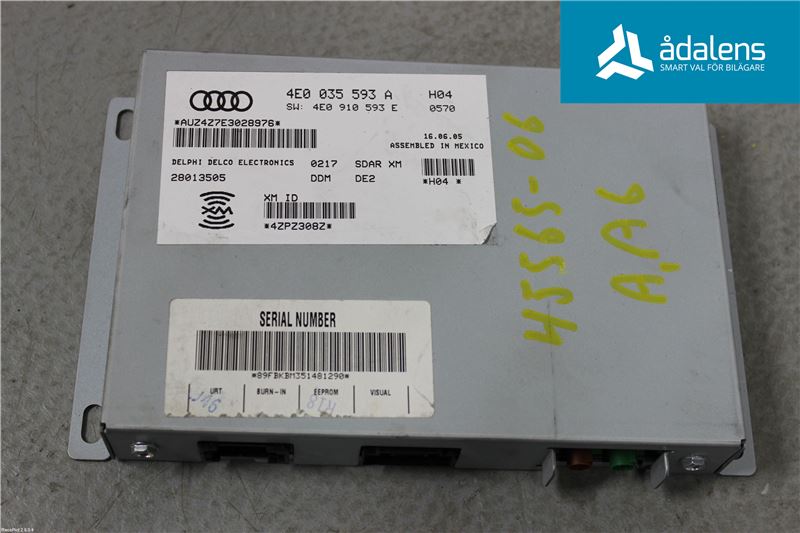 ådalens
SMART VAL FÖR BILÄGARE
4E0 035 593 A H04
SW: 4E0 910 593 E 0570
*AUZ4Z7E3028976*
16.06.05
ASSEMBLED IN MEXICO
DELPHI DELCO ELECTRONICS 0217 SDAR XM
28013505 DDM DE2 *H04 *
XM ID
XM
*4ZPZ308Z*
45565-06
A,A6
SERIAL NUMBER
*89FBKBM351481290*
URT BURN-IN EEPROM VISUAL